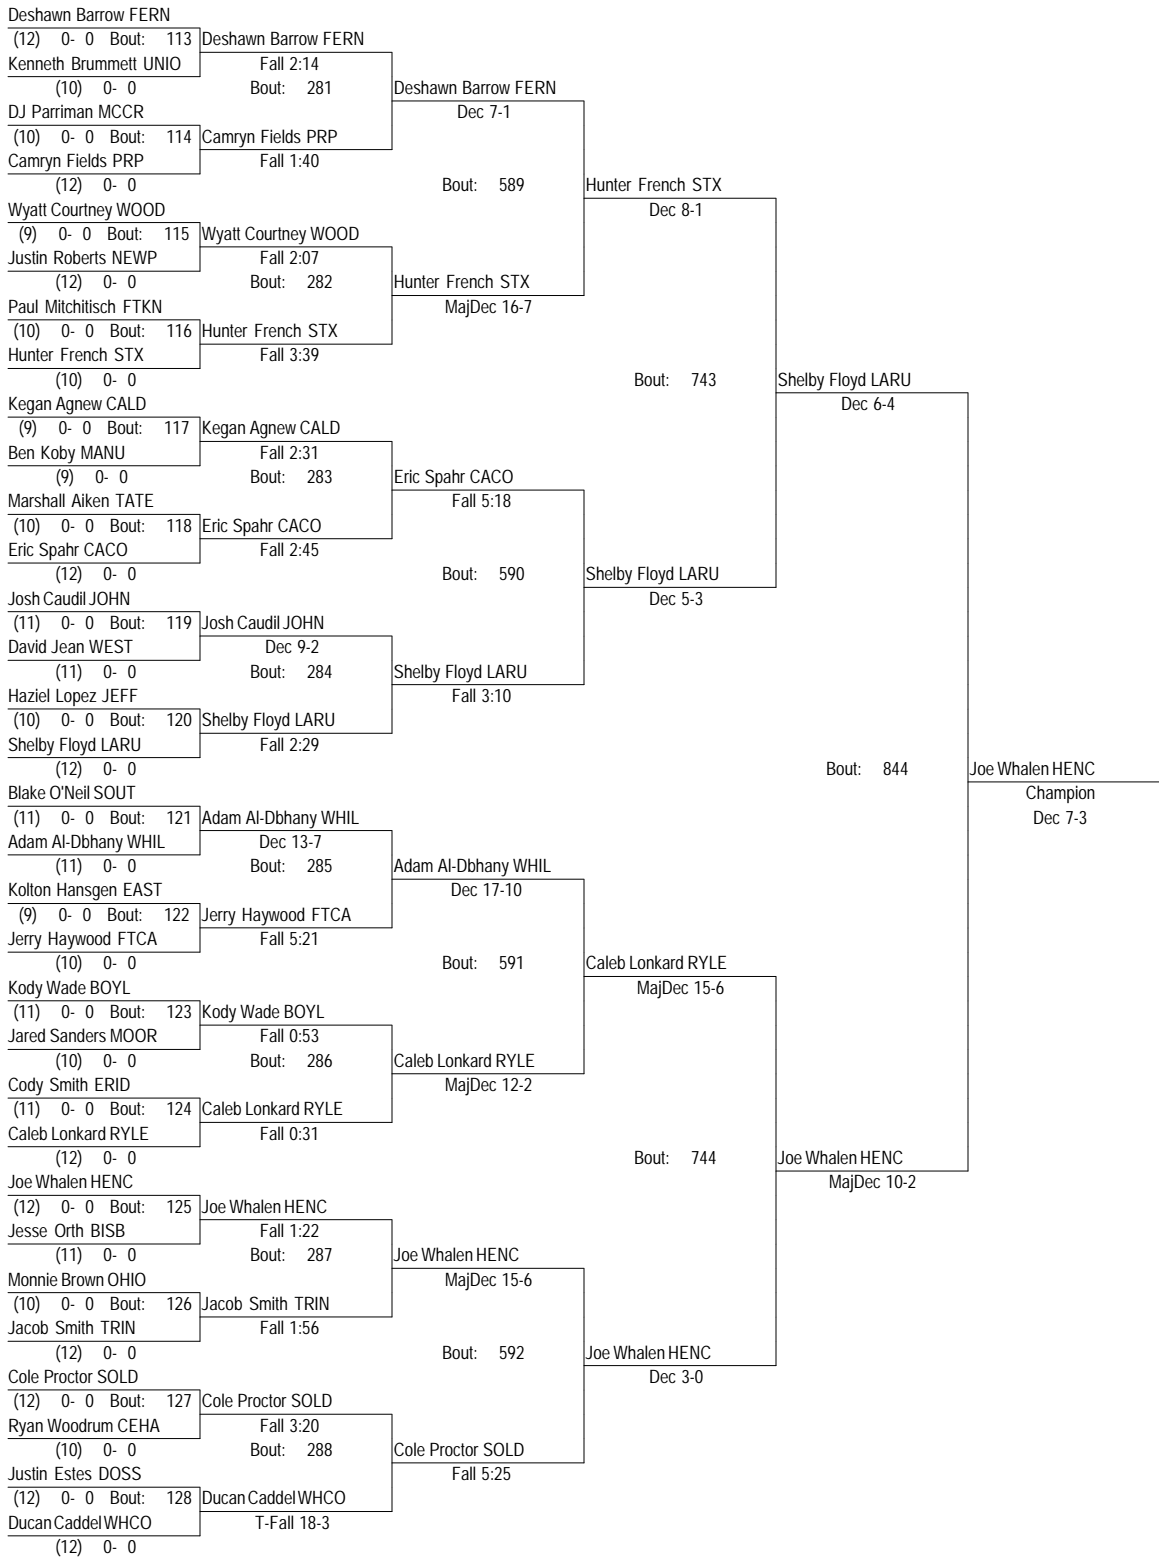 Deshawn Barrow FERN
(12) 0- 0 Bout: 113 Deshawn Barrow FERN
Kenneth Brummett UNIO Fall 2:14
(10) 0- 0 Bout: 281 Deshawn Barrow FERN
DJ Parriman MCCR Dec 7-1
(10) 0- 0 Bout: 114 Camryn Fields PRP
Camryn Fields PRP Fall 1:40
(12) 0- 0 Bout: 589 Hunter French STX
Wyatt Courtney WOOD Dec 8-1
(9) 0- 0 Bout: 115 Wyatt Courtney WOOD
Justin Roberts NEWP Fall 2:07
(12) 0- 0 Bout: 282 Hunter French STX
Paul Mitchitisch FTKN MajDec 16-7
(10) 0- 0 Bout: 116 Hunter French STX
Hunter French STX Fall 3:39
(10) 0- 0 Bout: 743 Shelby Floyd LARU
Kegan Agnew CALD Dec 6-4
(9) 0- 0 Bout: 117 Kegan Agnew CALD
Ben Koby MANU Fall 2:31
(9) 0- 0 Bout: 283 Eric Spahr CACO
Marshall Aiken TATE Fall 5:18
(10) 0- 0 Bout: 118 Eric Spahr CACO
Eric Spahr CACO Fall 2:45
(12) 0- 0 Bout: 590 Shelby Floyd LARU
Josh Caudil JOHN Dec 5-3
(11) 0- 0 Bout: 119 Josh Caudil JOHN
David Jean WEST Dec 9-2
(11) 0- 0 Bout: 284 Shelby Floyd LARU
Haziel Lopez JEFF Fall 3:10
(10) 0- 0 Bout: 120 Shelby Floyd LARU
Shelby Floyd LARU Fall 2:29
(12) 0- 0 Bout: 844 Joe Whalen HENC
Blake O'Neil SOUT Champion
(11) 0- 0 Bout: 121 Adam Al-Dbhany WHIL Dec 7-3
Adam Al-Dbhany WHIL Dec 13-7
(11) 0- 0 Bout: 285 Adam Al-Dbhany WHIL
Kolton Hansgen EAST Dec 17-10
(9) 0- 0 Bout: 122 Jerry Haywood FTCA
Jerry Haywood FTCA Fall 5:21
(10) 0- 0 Bout: 591 Caleb Lonkard RYLE
Kody Wade BOYL MajDec 15-6
(11) 0- 0 Bout: 123 Kody Wade BOYL
Jared Sanders MOOR Fall 0:53
(10) 0- 0 Bout: 286 Caleb Lonkard RYLE
Cody Smith ERID MajDec 12-2
(11) 0- 0 Bout: 124 Caleb Lonkard RYLE
Caleb Lonkard RYLE Fall 0:31
(12) 0- 0 Bout: 744 Joe Whalen HENC
Joe Whalen HENC MajDec 10-2
(12) 0- 0 Bout: 125 Joe Whalen HENC
Jesse Orth BISB Fall 1:22
(11) 0- 0 Bout: 287 Joe Whalen HENC
Monnie Brown OHIO MajDec 15-6
(10) 0- 0 Bout: 126 Jacob Smith TRIN
Jacob Smith TRIN Fall 1:56
(12) 0- 0 Bout: 592 Joe Whalen HENC
Cole Proctor SOLD Dec 3-0
(12) 0- 0 Bout: 127 Cole Proctor SOLD
Ryan Woodrum CEHA Fall 3:20
(10) 0- 0 Bout: 288 Cole Proctor SOLD
Justin Estes DOSS Fall 5:25
(12) 0- 0 Bout: 128 Ducan Caddel WHCO
Ducan Caddel WHCO T-Fall 18-3
(12) 0- 0